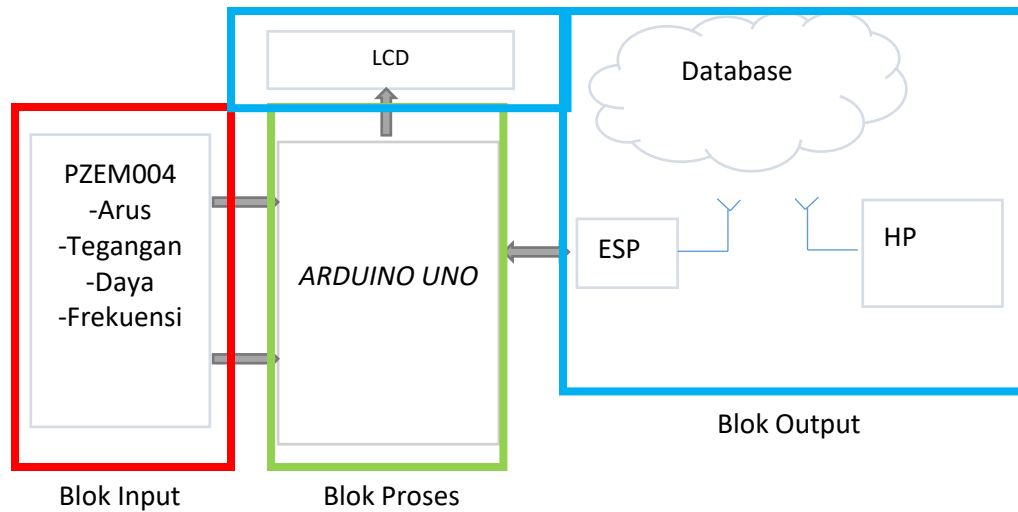 LCD
Database
PZEM004
-Arus
-Tegangan
-Daya
-Frekuensi
ARDUINO UNO
ESP
HP
Blok Output
Blok Input
Blok Proses